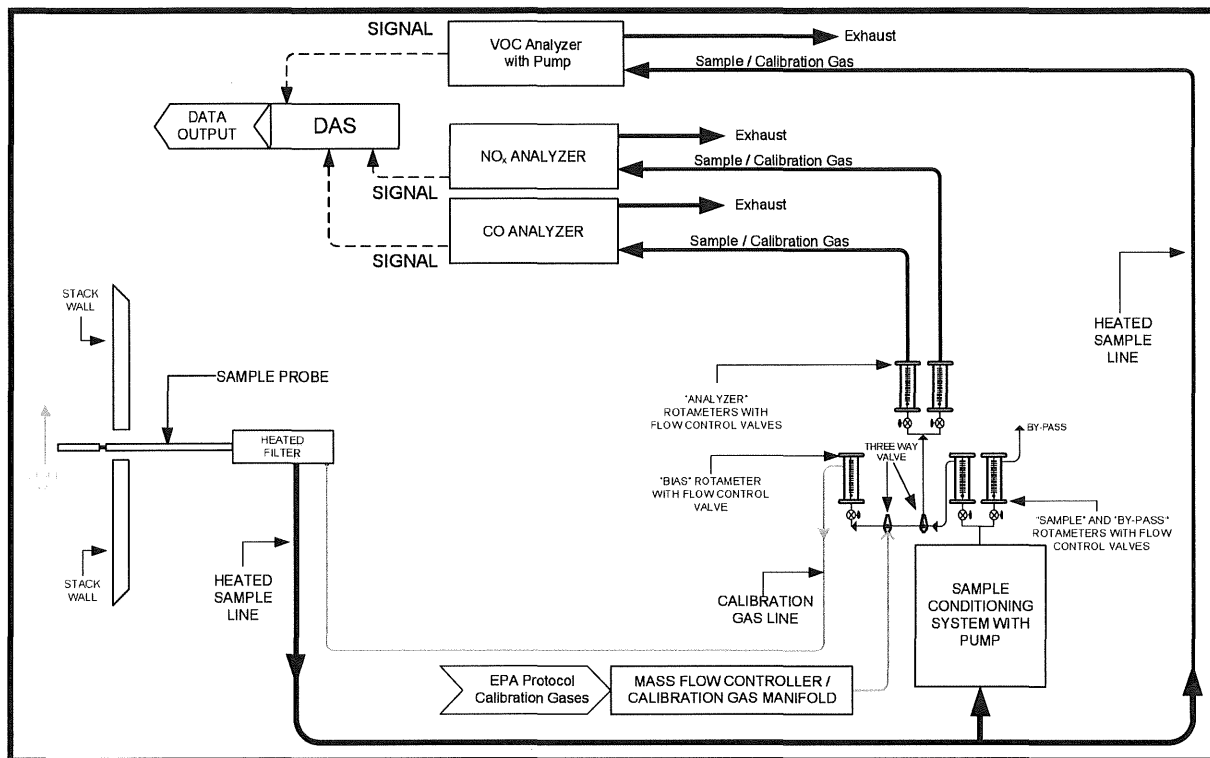 SIGNAL
VOC Analyzer
with Pump
Exhaust
Sample / Calibration Gas
DATA
OUTPUT
DAS
NOx ANALYZER
Exhaust
Sample / Calibration Gas
SIGNAL
CO ANALYZER
Exhaust
Sample / Calibration Gas
SIGNAL
STACK
WALL
HEATED
SAMPLE
LINE
SAMPLE PROBE
"ANALYZER"
ROTAMETERS WITH
FLOW CONTROL VALVES
BY-PASS
HEATED
FILTER
THREE WAY
VALVE
"BIAS" ROTAMETER
WITH FLOW CONTROL
VALVE
"SAMPLE" AND "BY-PASS"
ROTAMETERS WITH FLOW
CONTROL VALVES
STACK
WALL
HEATED
SAMPLE
LINE
CALIBRATION
GAS LINE
SAMPLE
CONDITIONING
SYSTEM WITH
PUMP
EPA Protocol
Calibration Gases
MASS FLOW CONTROLLER /
CALIBRATION GAS MANIFOLD